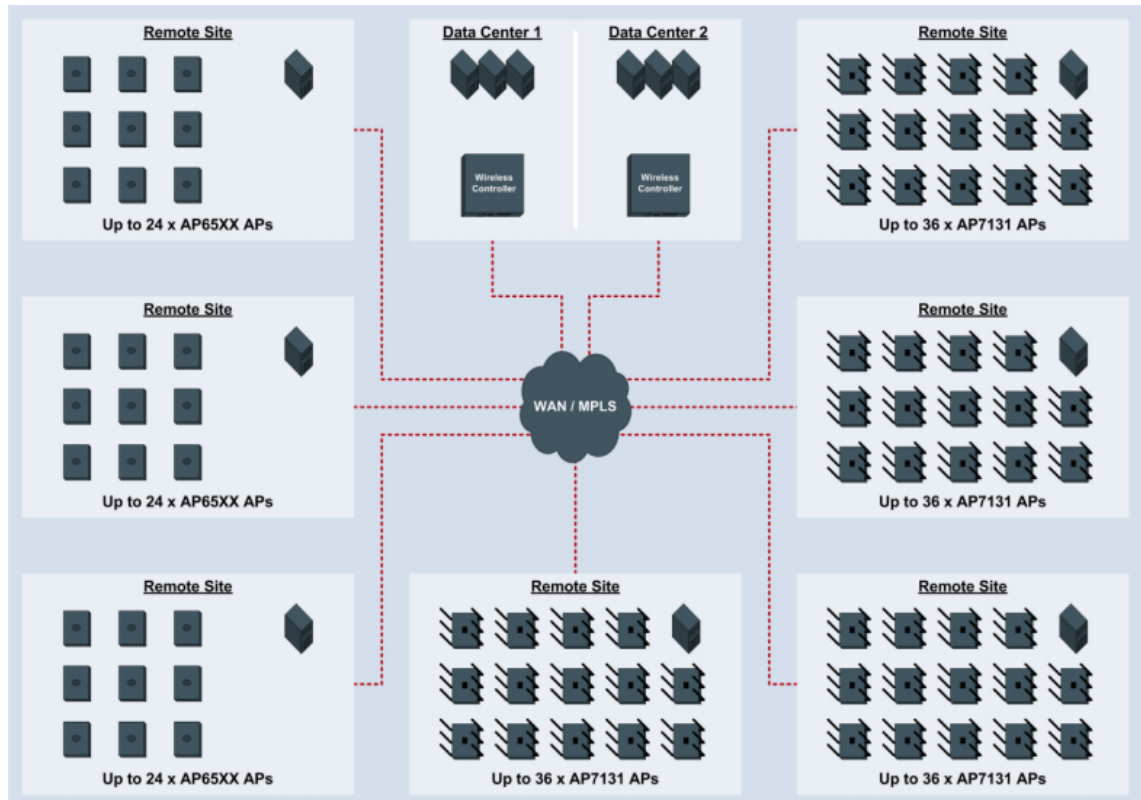 Remote Site
Up to 24 x AP65XX APs
Data Center 1
Wireless
Controller
Data Center 2
Wireless
Controller
Remote Site
Up to 36 x AP7131 APs
Remote Site
Up to 24 x AP65XX APs
WAN / MPLS
Remote Site
Up to 36 x AP7131 APs
Remote Site
Up to 24 x AP65XX APs
Remote Site
Up to 36 x AP7131 APs
Remote Site
Up to 36 x AP7131 APs